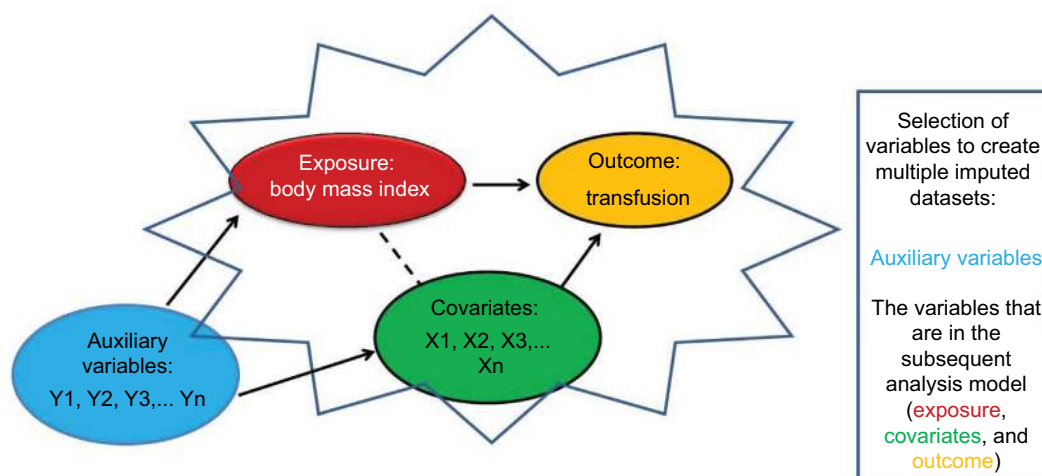 Exposure:
body mass index
Outcome:
transfusion
Covariates:
X1, X2, X3,...
Xn
Auxiliary
variables:
Y1, Y2, Y3,... Yn
Selection of
variables to create
multiple imputed
datasets:
Auxiliary variables
The variables that
are in the
subsequent
analysis model
(exposure,
covariates, and
outcome)